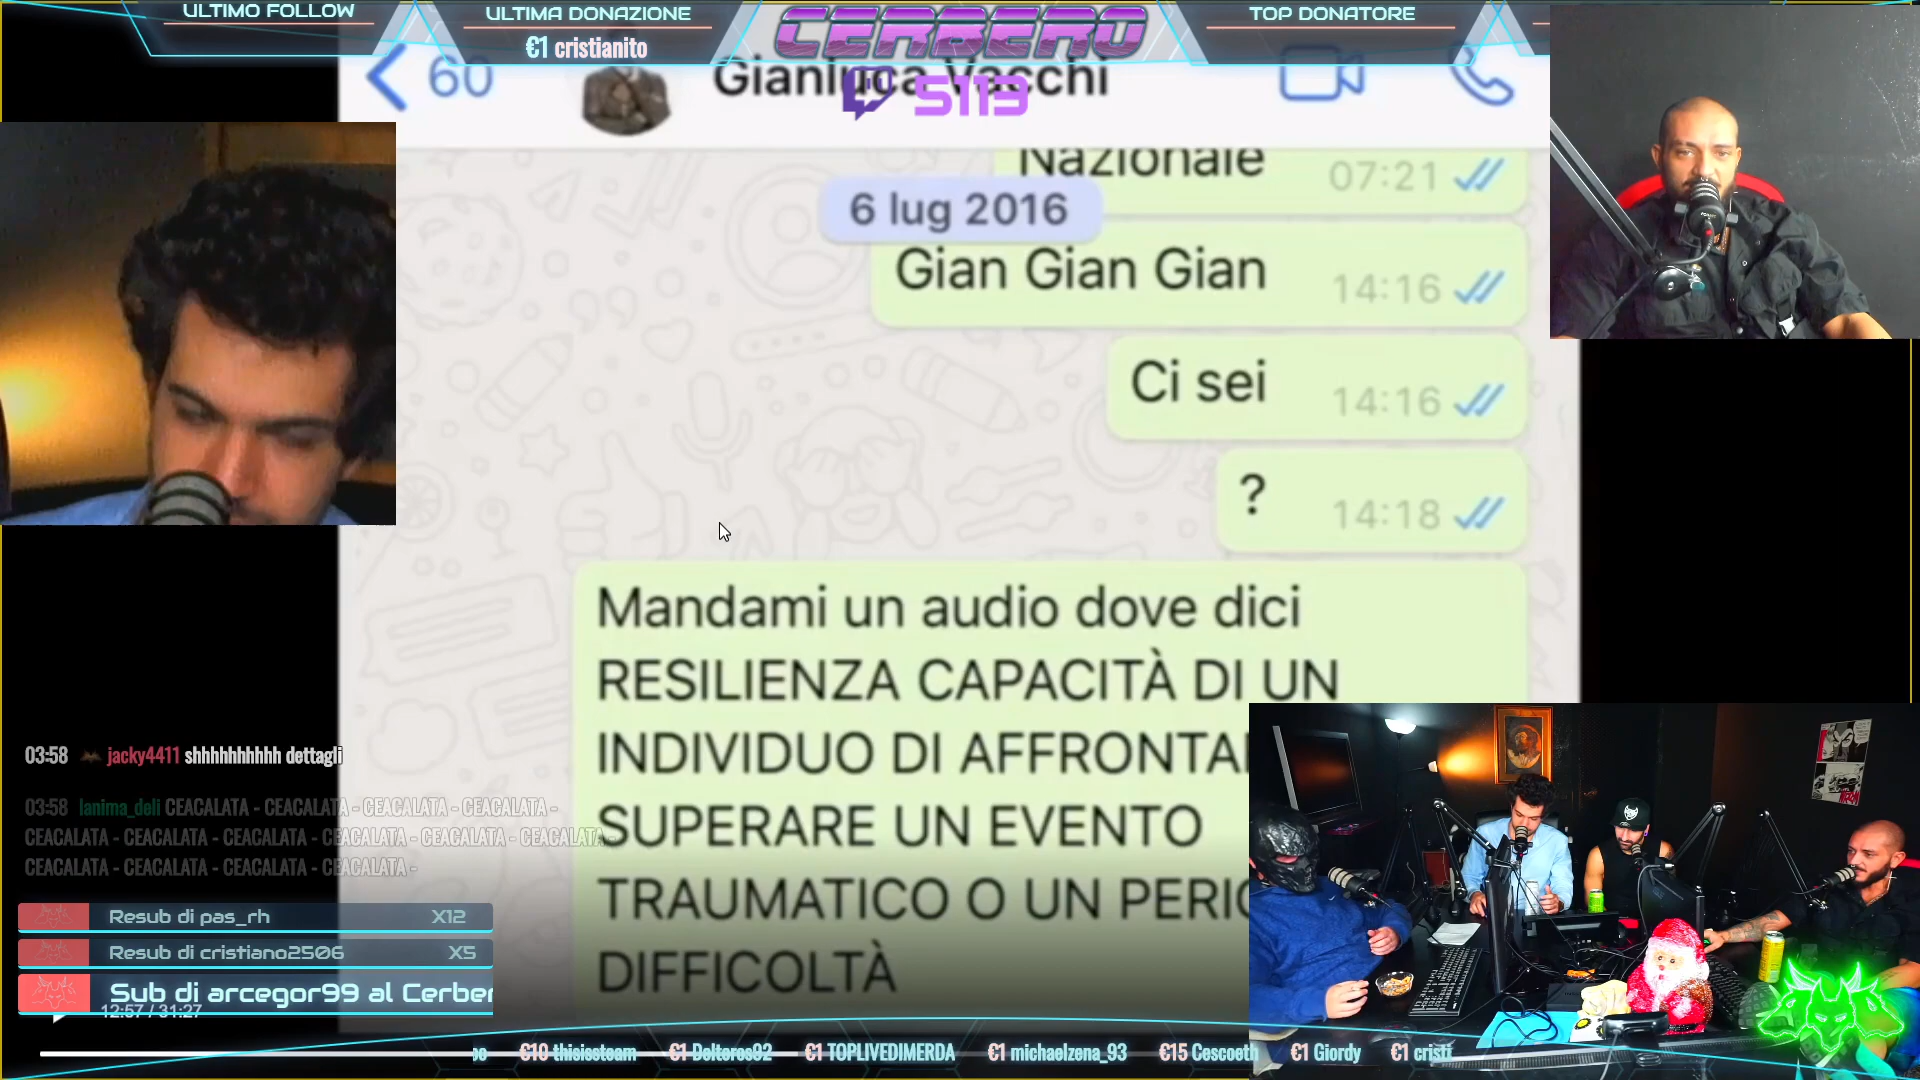 ULTIMO FOLLOW
ULTIMA DONAZIONE
€1 cristianito
CERBERO
TOP DONATORE
60
Gianluca Vacchi
5113
Nazionale
07:21
6 lug 2016
Gian Gian Gian
14:16
Ci sei
14:16
?
14:18
Mandami un audio dove dici
RESILIENZA CAPACITÀ DI UN
INDIVIDUO DI AFFRONTA
SUPERARE UN EVENTO
TRAUMATICO O UN PERIO
DIFFICOLTÀ
03:58 jacky4411 shhhhhhhhhh dettagli
03:58 lanima_deli CEACALATA - CEACALATA - CEACALATA - CEACALATA -
CEACALATA - CEACALATA - CEACALATA - CEACALATA - CEACALATA - CEACALATA -
CEACALATA - CEACALATA - CEACALATA - CEACALATA -
Resub di pas_rh X12
Resub di cristiano2506 X5
Sub di arcegor99 al Cerber
12:57 / 31:27
€10 thisissteam €1 Deltoros92 €1 TOPLIVEDIMERDA €1 michaelzena_93 €15 Cescoeth €1 Giordy €1 cristi